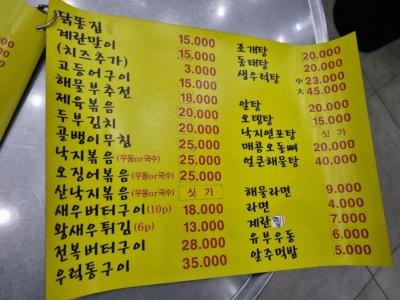 닭똥집 15.000
계란말이 15.000
(치즈추가) 3.000
고등어구이 15.000
해물부추전 18.000
제육볶음 20.000
두부김치 20.000
골뱅이무침 25.000
낙지볶음(우동or국수) 25.000
오징어볶음(우동or국수) 25.000
산낙지볶음(우동or국수) 싯가
새우버터구이(10p) 18.000
왕새우튀김(6p) 13.000
전복버터구이 28.000
우럭통구이 35.000
조개탕 20.000
동태탕 20.000
생우럭탕 中 23.000
大 45.000
알탕 20.000
오뎅탕 15.000
낙지연포탕 싯가
매콤오돌뼈 20.000
얼큰해물탕 40.000
해물라면 9.000
라면 4.000
계란찜 7.000
유부우동 6.000
알주먹밥 5.000